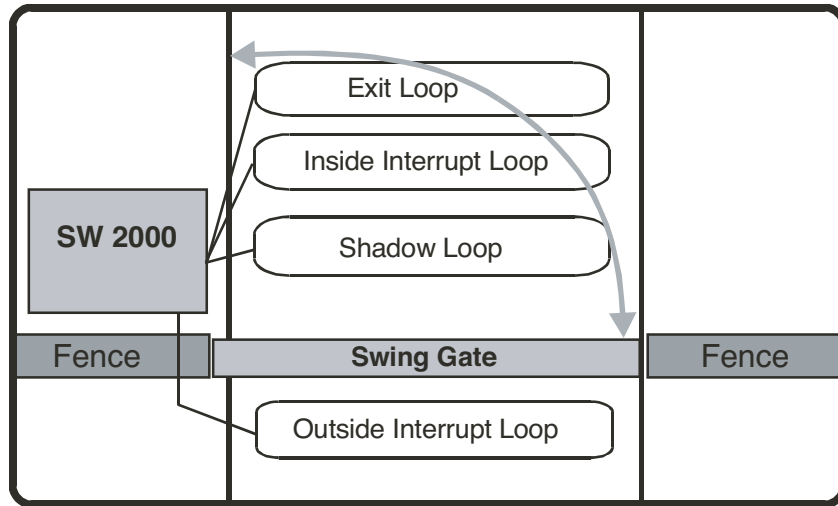 Exit Loop
Inside Interrupt Loop
SW 2000
Shadow Loop
Fence
Swing Gate
Fence
Outside Interrupt Loop